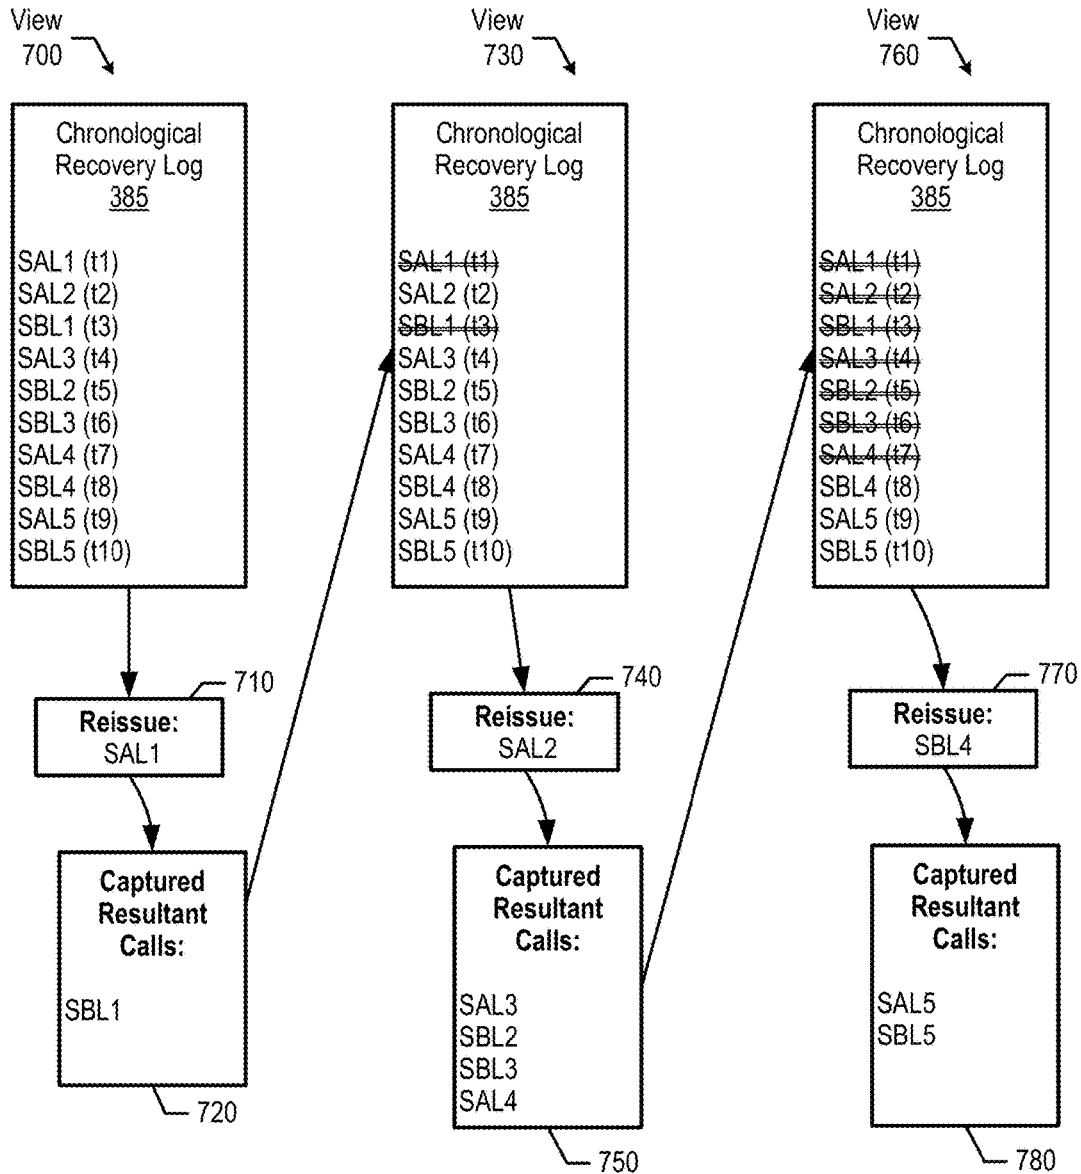 View
700
Chronological
Recovery Log
385
SAL1 (t1)
SAL2 (t2)
SBL1 (t3)
SAL3 (t4)
SBL2 (t5)
SBL3 (t6)
SAL4 (t7)
SBL4 (t8)
SAL5 (t9)
SBL5 (t10)
710
Reissue:
SAL1
Captured
Resultant
Calls:
SBL1
720
View
730
Chronological
Recovery Log
385
SAL1 (t1)
SAL2 (t2)
SBL1 (t3)
SAL3 (t4)
SBL2 (t5)
SBL3 (t6)
SAL4 (t7)
SBL4 (t8)
SAL5 (t9)
SBL5 (t10)
740
Reissue:
SAL2
Captured
Resultant
Calls:
SAL3
SBL2
SBL3
SAL4
750
View
760
Chronological
Recovery Log
385
SAL1 (t1)
SAL2 (t2)
SBL1 (t3)
SAL3 (t4)
SBL2 (t5)
SBL3 (t6)
SAL4 (t7)
SBL4 (t8)
SAL5 (t9)
SBL5 (t10)
770
Reissue:
SBL4
Captured
Resultant
Calls:
SAL5
SBL5
780